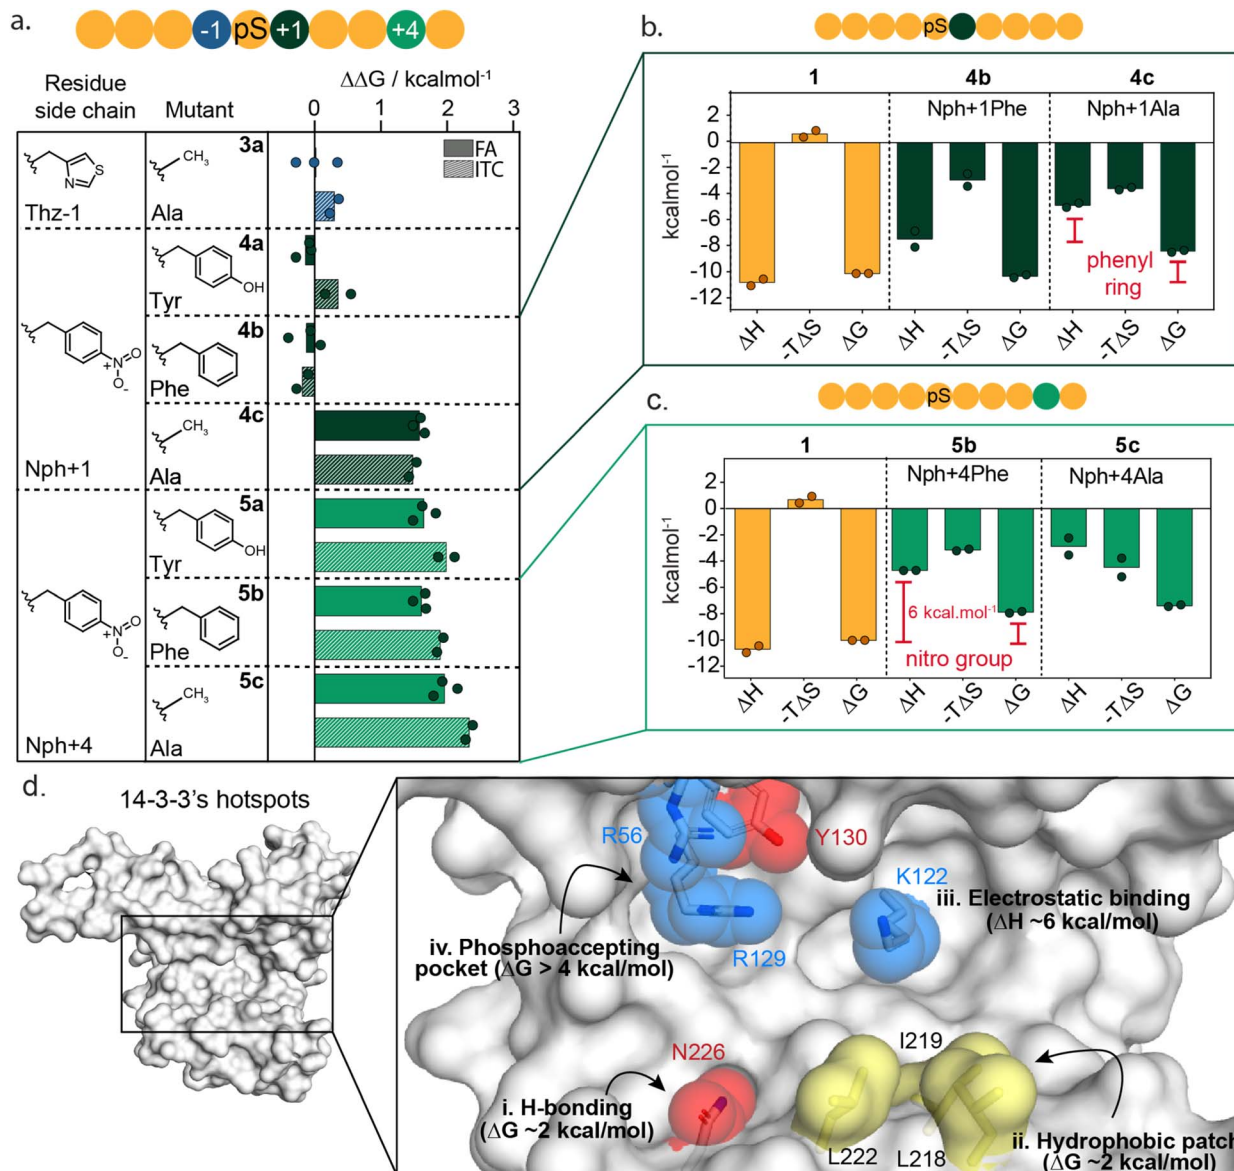 a.
-1 pS +1 +4
ΔΔG / kcalmol⁻¹
Residue side chain
Mutant
0 1 2 3
FA
ITC
3a
CH₃
N
S
Thz-1
Ala
4a
OH
Tyr
4b
N⁺
O
O⁻
Phe
4c
CH₃
Nph+1
Ala
5a
OH
Tyr
5b
N⁺
O
O⁻
Phe
5c
CH₃
Nph+4
Ala
b.
pS
1 4b 4c
Nph+1Phe Nph+1Ala
kcalmol⁻¹
2
0
-2
-4
-6
-8
-10
-12
phenyl
ring
ΔH -TΔS ΔG ΔH -TΔS ΔG ΔH -TΔS ΔG
c.
pS
1 5b 5c
Nph+4Phe Nph+4Ala
kcalmol⁻¹
2
0
-2
-4
-6
-8
-10
-12
6 kcal.mol⁻¹
nitro group
ΔH -TΔS ΔG ΔH -TΔS ΔG ΔH -TΔS ΔG
d.
14-3-3's hotspots
R56
Y130
K122
iii. Electrostatic binding
(ΔH ~6 kcal/mol)
iv. Phosphoaccepting
pocket (ΔG > 4 kcal/mol)
R129
N226
I219
i. H-bonding
(ΔG ~2 kcal/mol)
L222
L218
ii. Hydrophobic patch
(ΔG ~2 kcal/mol)